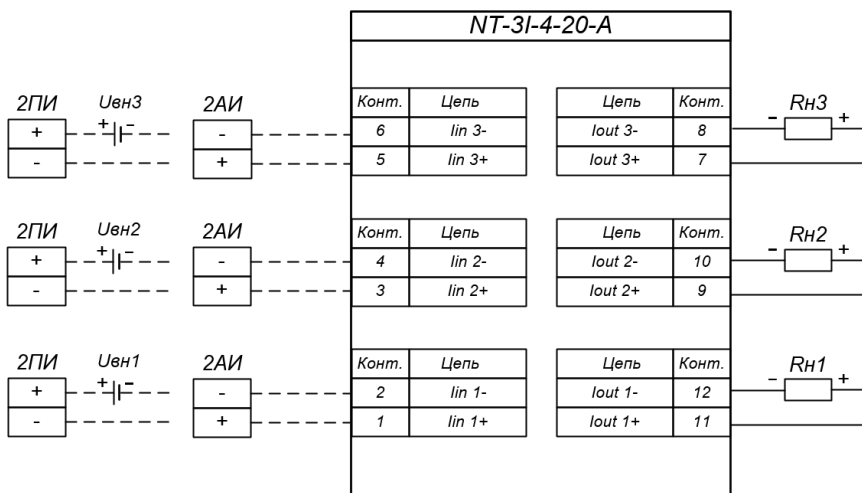 NT-3I-4-20-A
2ПИ Uвн3 2АИ Конт. Цепь Цепь Конт. Rн3
+ + - - 6 Iin 3- Iout 3- 8 - +
- + 5 Iin 3+ Iout 3+ 7
2ПИ Uвн2 2АИ Конт. Цепь Цепь Конт. Rн2
+ + - - 4 Iin 2- Iout 2- 10 - +
- + 3 Iin 2+ Iout 2+ 9
2ПИ Uвн1 2АИ Конт. Цепь Цепь Конт. Rн1
+ + - - 2 Iin 1- Iout 1- 12 - +
- + 1 Iin 1+ Iout 1+ 11